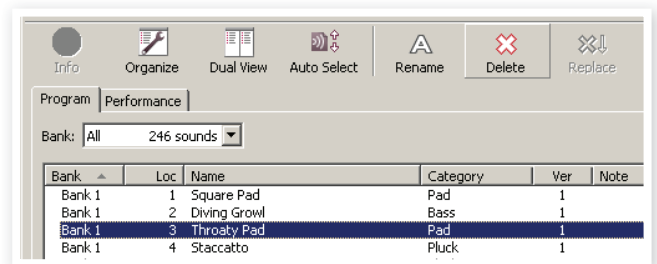 Info Organize Dual View Auto Select Rename Delete Replace
Program Performance
Bank: All 246 sounds
Bank Loc Name Category Ver Note
Bank 1 1 Square Pad Pad 1
Bank 1 2 Diving Growl Bass 1
Bank 1 3 Throaty Pad Pad 1
Bank 1 4 Staccatto Pluck 1